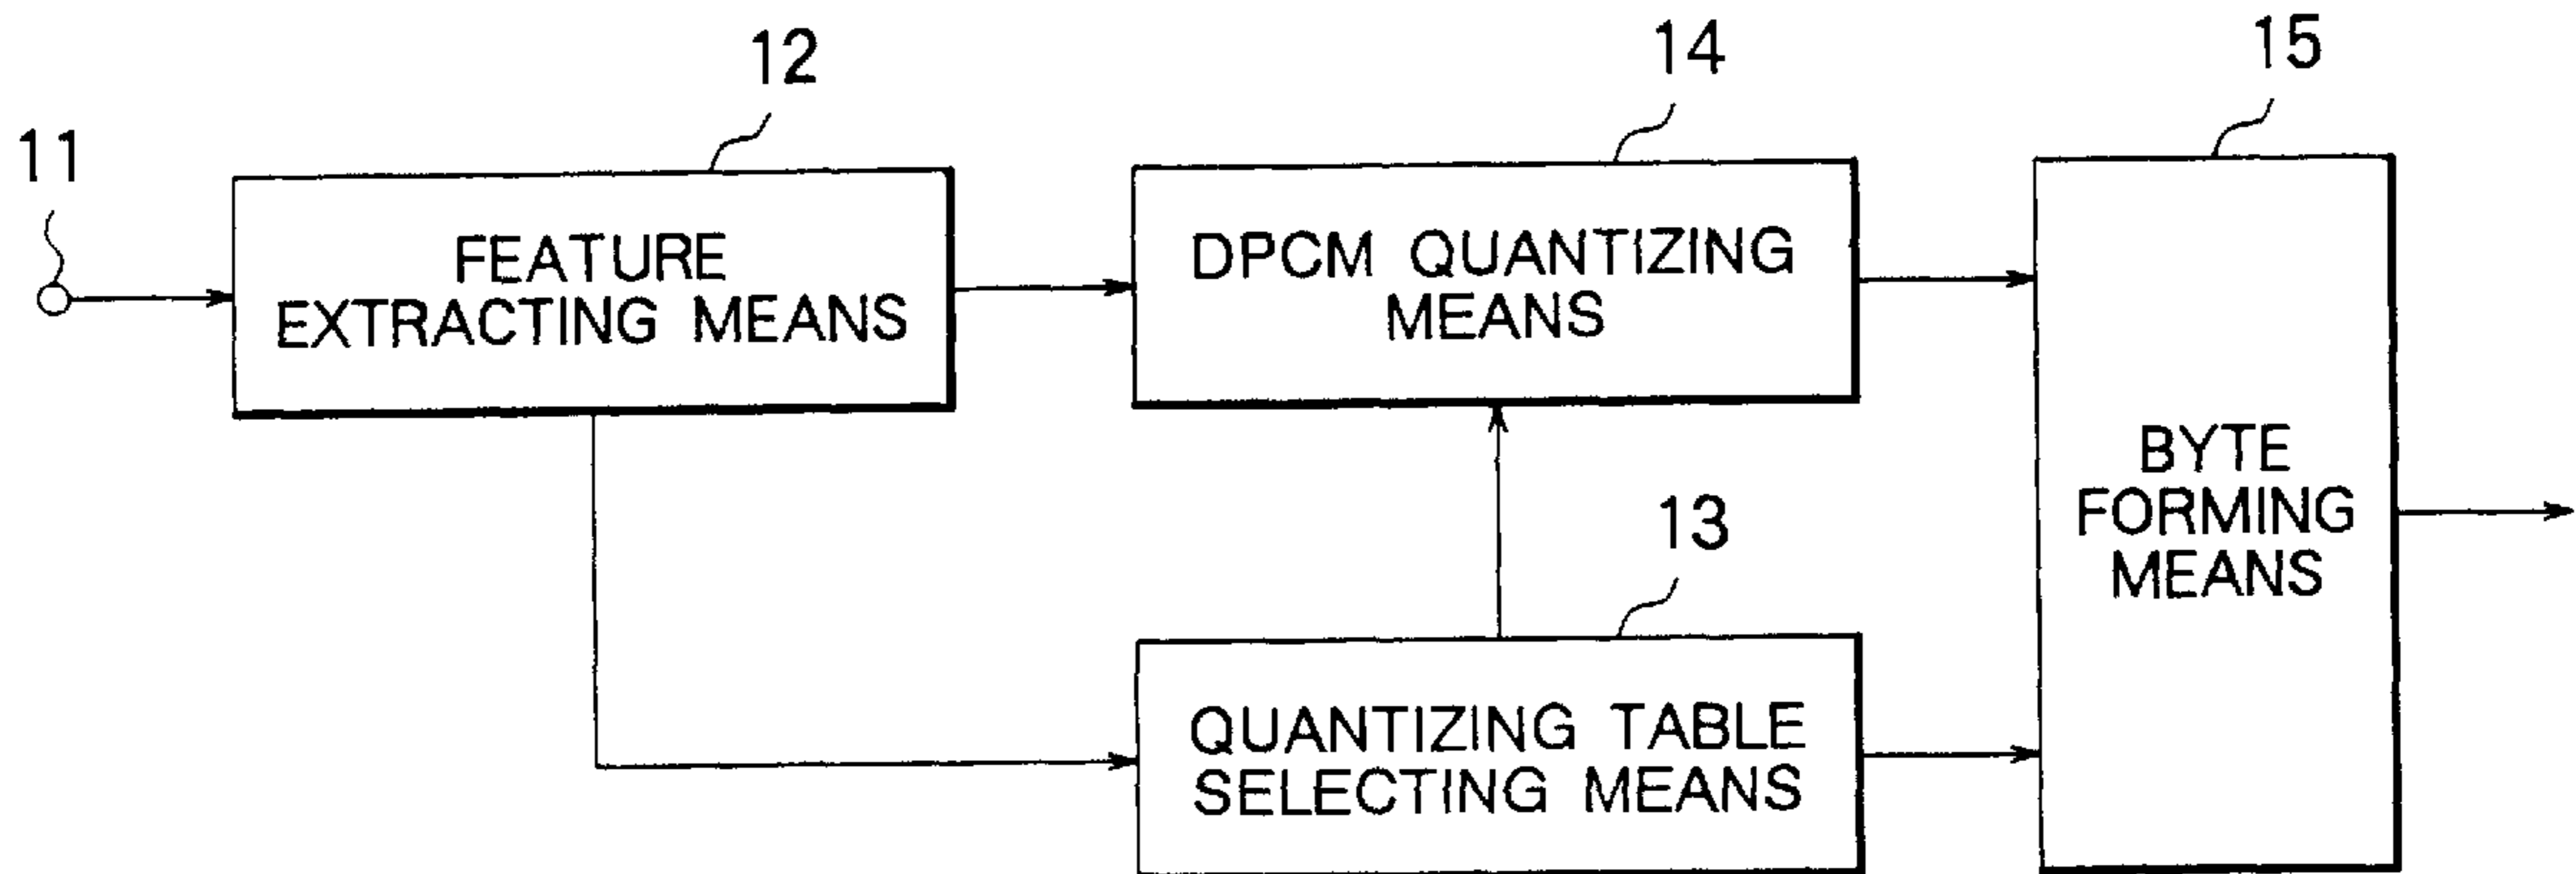 11
12
FEATURE
EXTRACTING MEANS
14
DPCM QUANTIZING
MEANS
13
QUANTIZING TABLE
SELECTING MEANS
15
BYTE
FORMING
MEANS